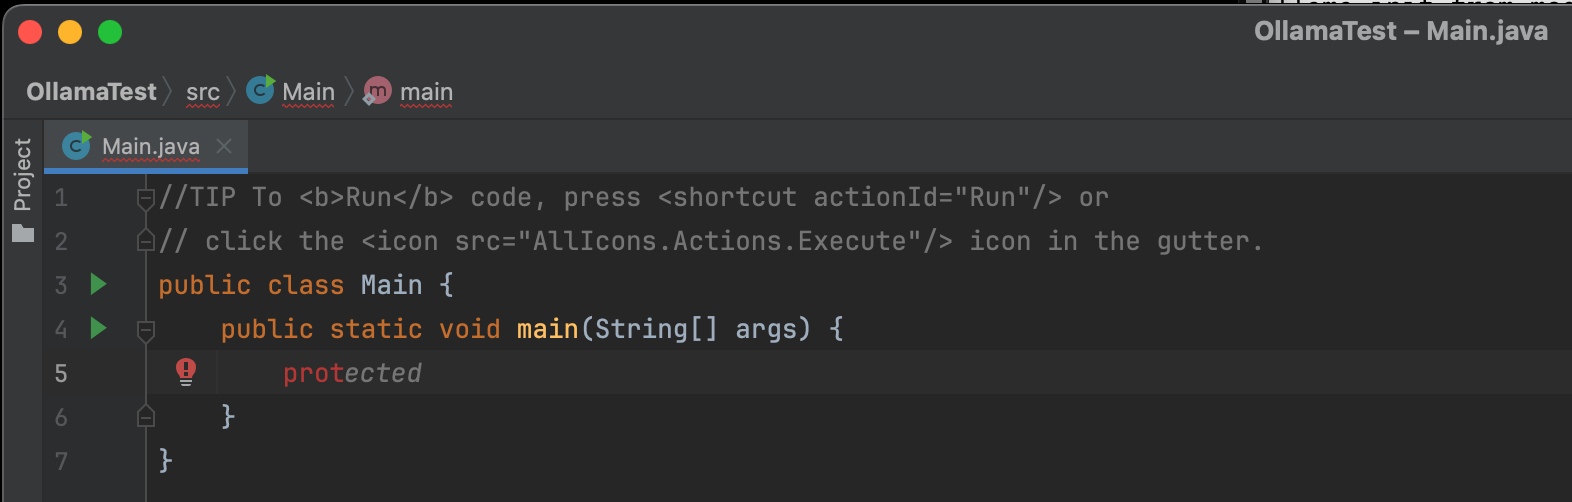 OllamaTest – Main.java
OllamaTest src Main main
Main.java
Project
1 //TIP To <b>Run</b> code, press <shortcut actionId="Run"/> or
2 // click the <icon src="AllIcons.Actions.Execute"/> icon in the gutter.
3 public class Main {
4 public static void main(String[] args) {
5 protected
6 }
7 }